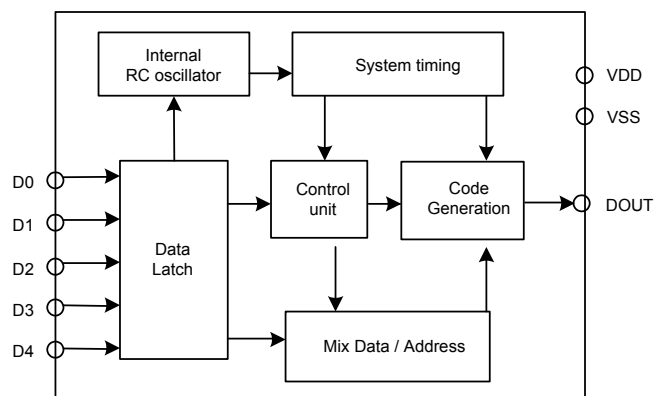 Internal
RC oscillator
System timing
VDD
VSS
D0
D1
D2
D3
D4
Data
Latch
Control
unit
Code
Generation
DOUT
Mix Data / Address